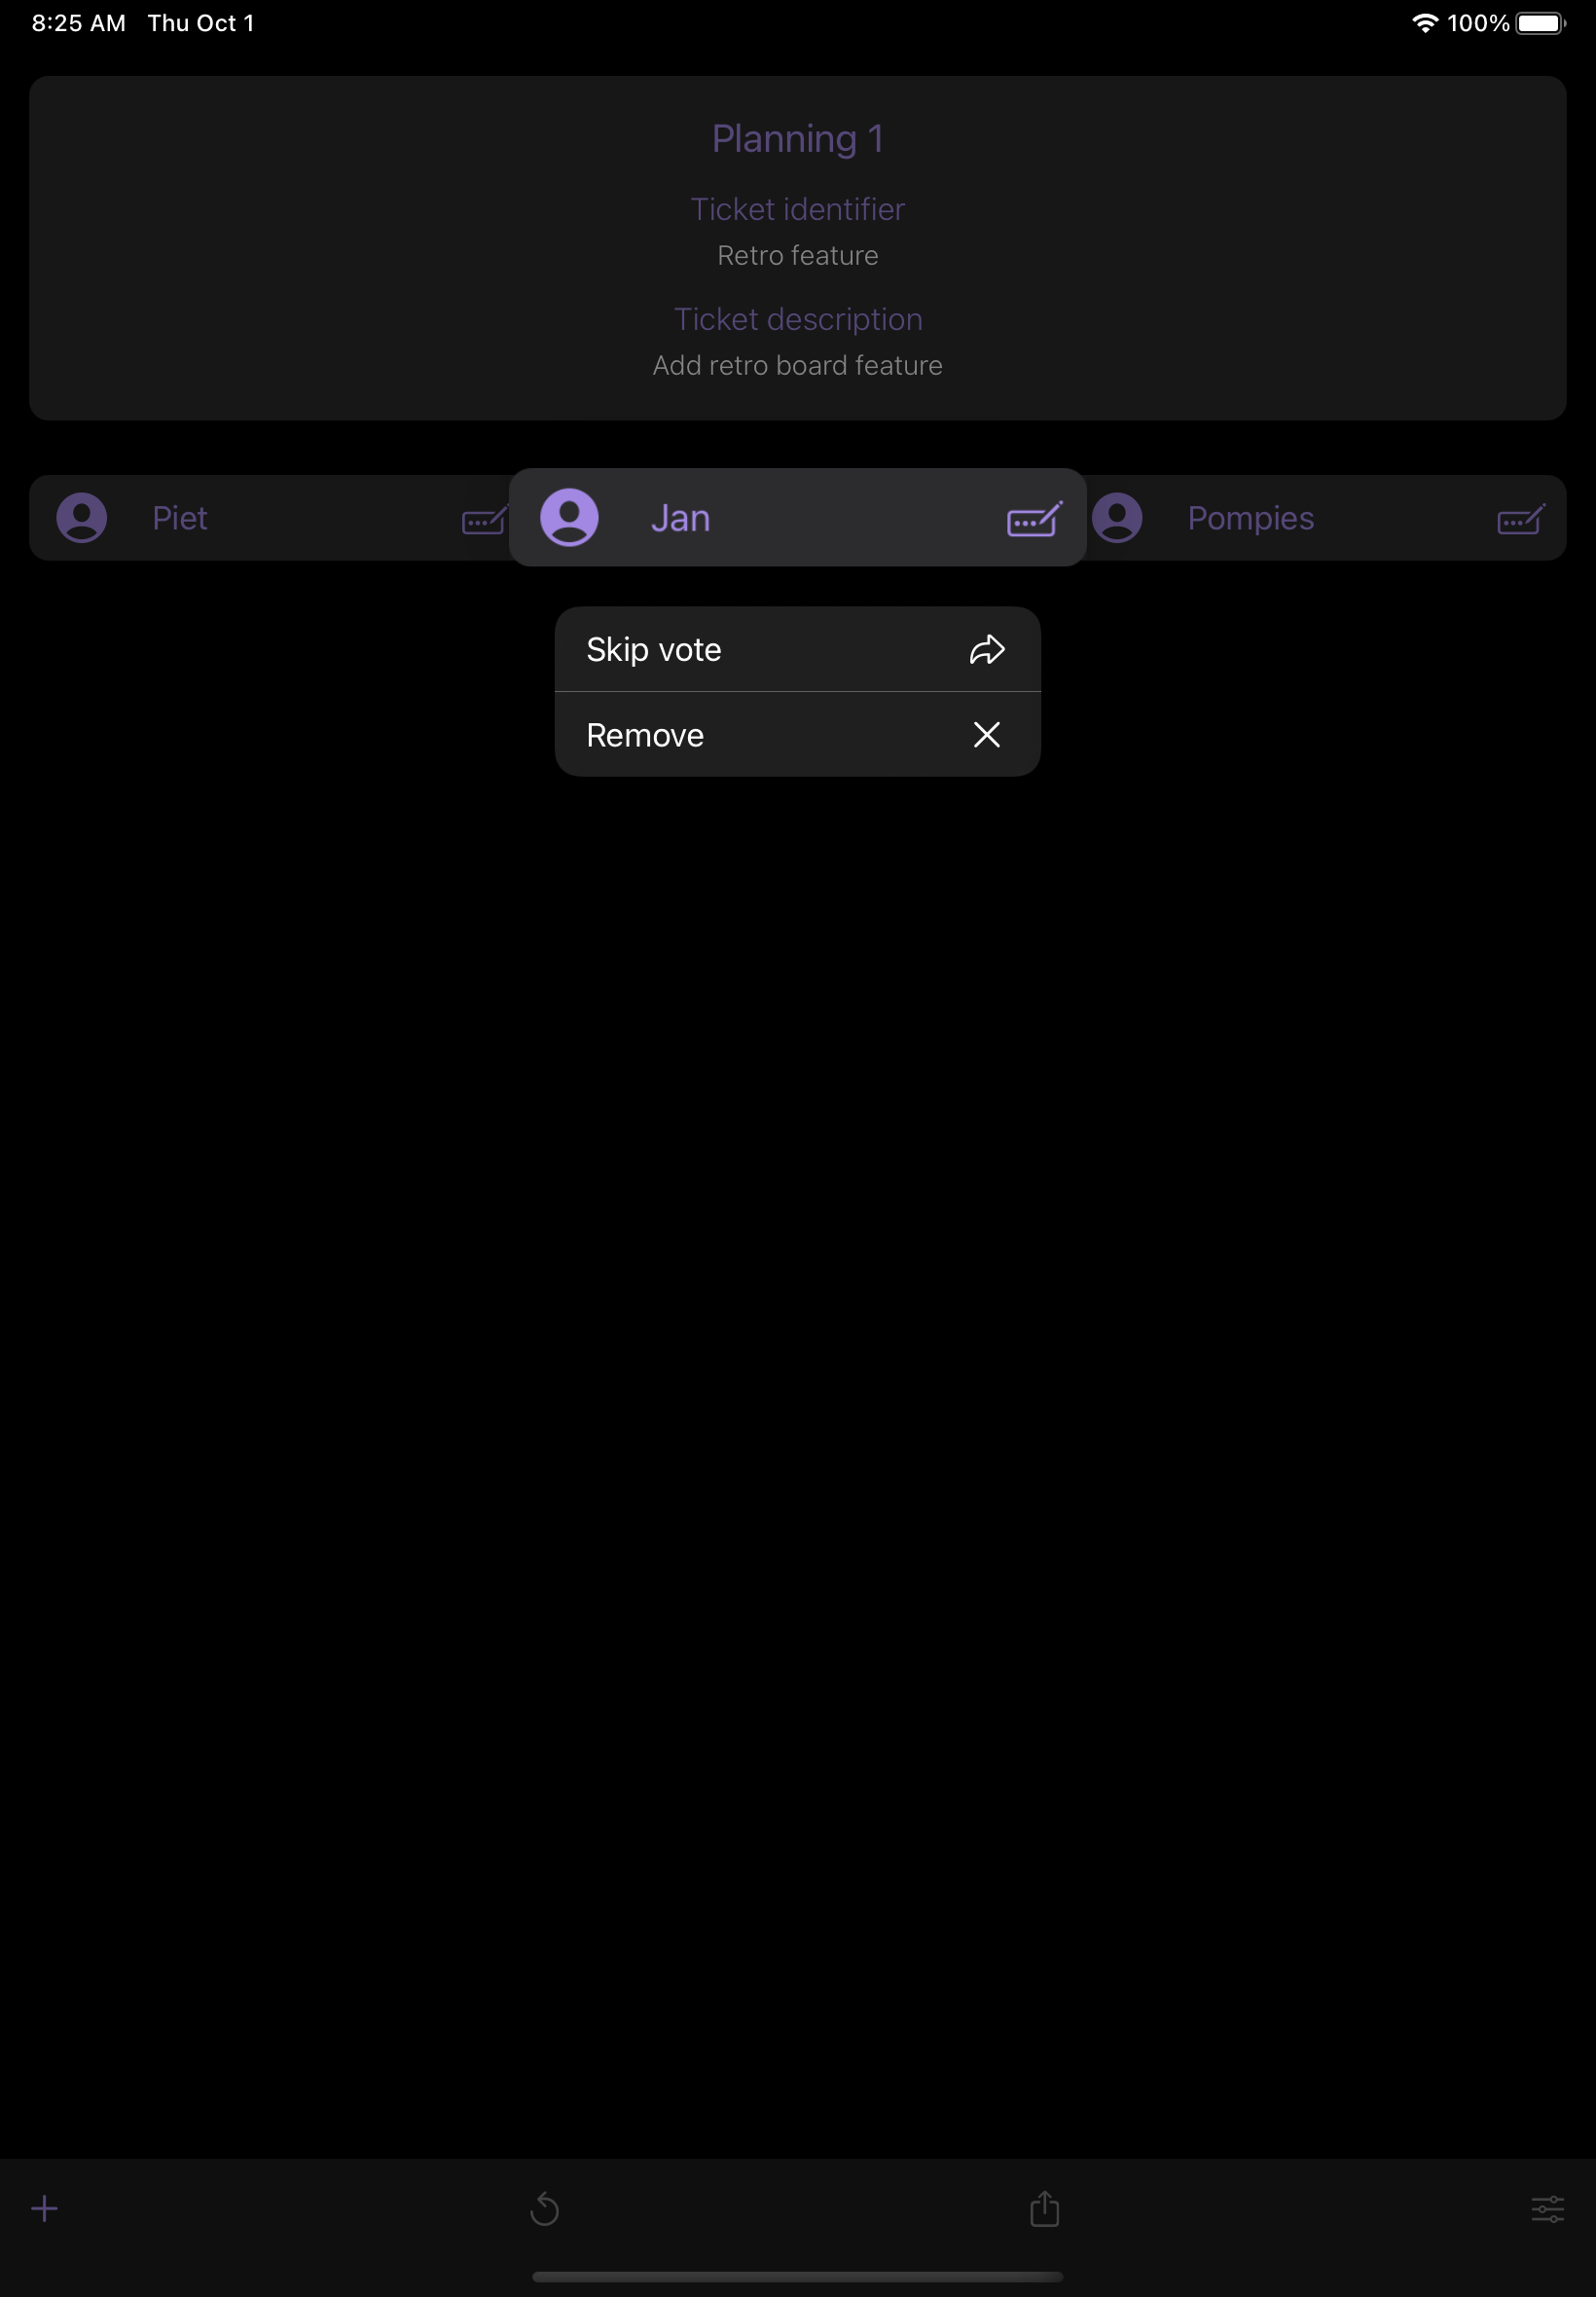 8:25 AM Thu Oct 1 100%
Planning 1
Ticket identifier
Retro feature
Ticket description
Add retro board feature
Piet Jan Pompies
Skip vote
Remove